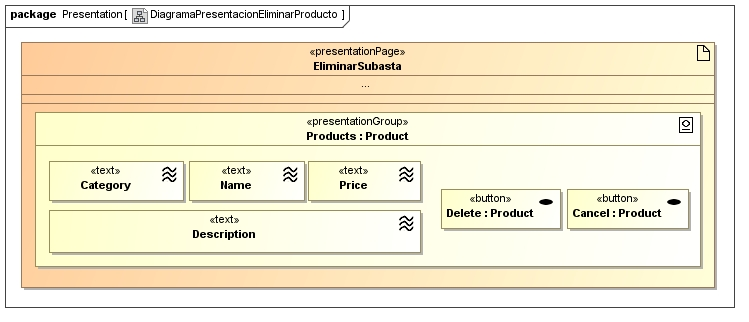 package Presentation[ DiagramaPresentacionEliminarProducto ]
«presentationPage»
EliminarSubasta
...
«presentationGroup»
Products : Product
«text»
Category
«text»
Name
«text»
Price
«text»
Description
«button»
Delete : Product
«button»
Cancel : Product